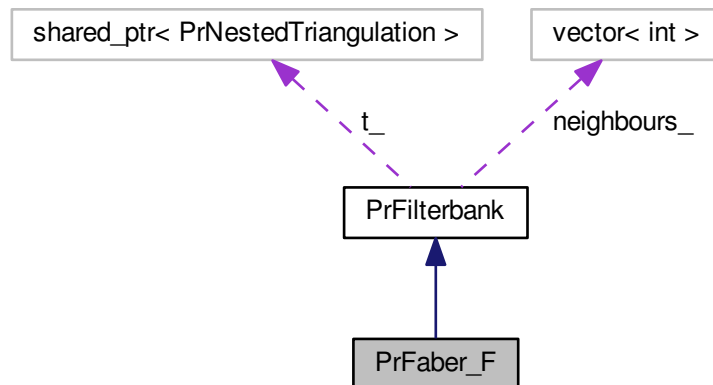 shared_ptr< PrNestedTriangulation >
vector< int >
t_
neighbours_
PrFilterbank
PrFaber_F